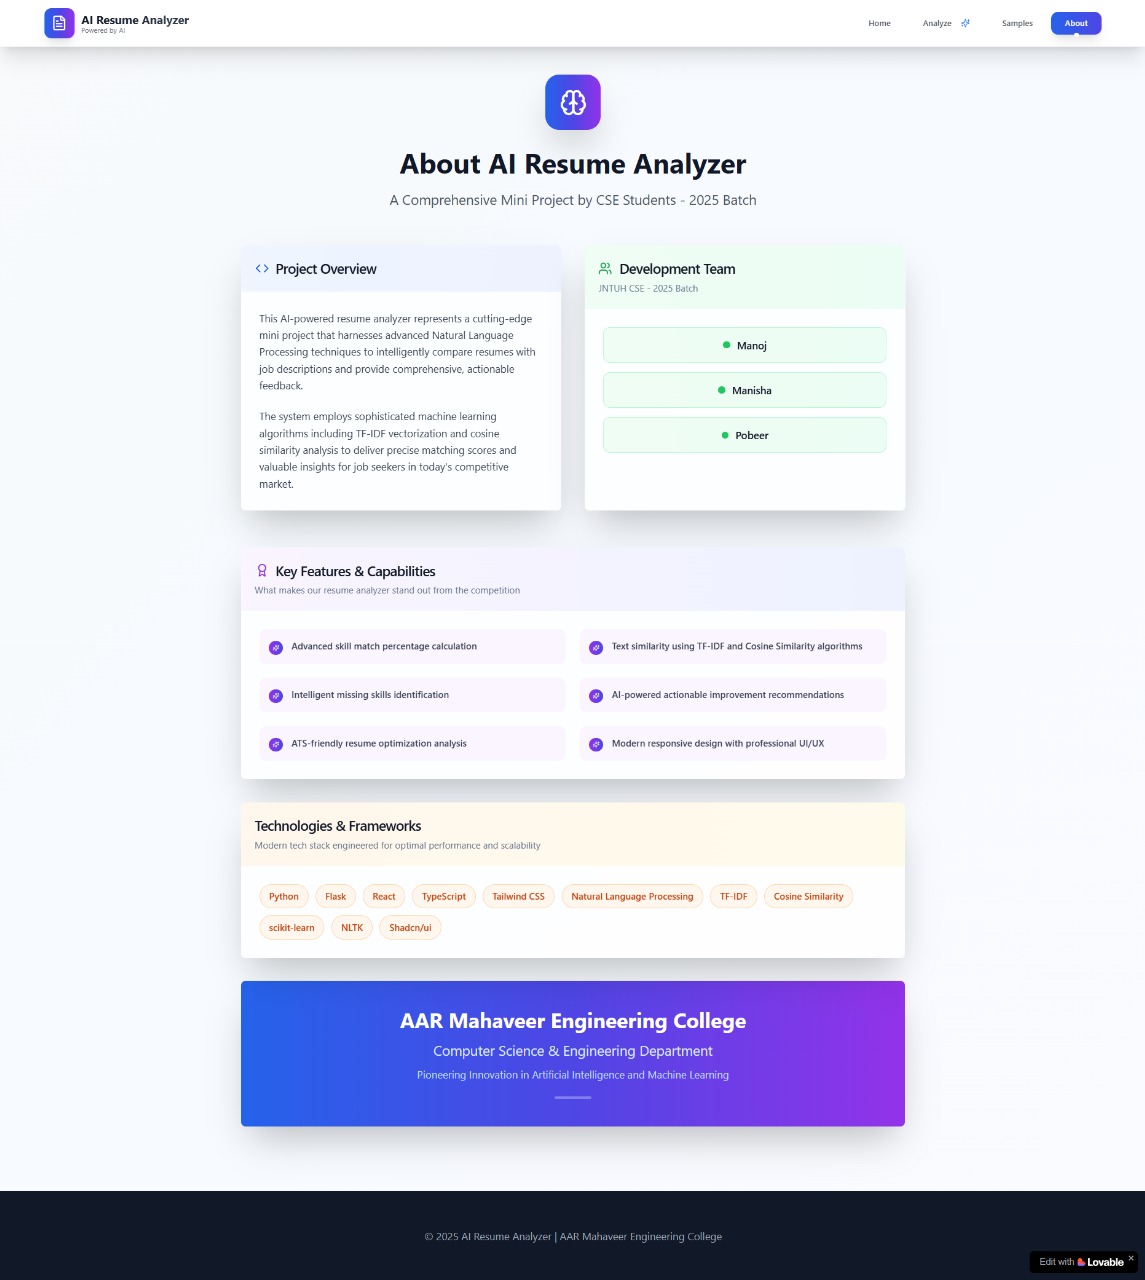 AI Resume Analyzer
Powered by AI
Home
Analyze
Samples
About
About AI Resume Analyzer
A Comprehensive Mini Project by CSE Students - 2025 Batch
Project Overview
This AI-powered resume analyzer represents a cutting-edge
mini project that harnesses advanced Natural Language
Processing techniques to intelligently compare resumes with
job descriptions and provide comprehensive, actionable
feedback.
The system employs sophisticated machine learning
algorithms including TF-IDF vectorization and cosine
similarity analysis to deliver precise matching scores and
valuable insights for job seekers in today's competitive
market.
Development Team
JNTUH CSE - 2025 Batch
Manoj
Manisha
Pobeer
Key Features & Capabilities
What makes our resume analyzer stand out from the competition
Advanced skill match percentage calculation
Text similarity using TF-IDF and Cosine Similarity algorithms
Intelligent missing skills identification
AI-powered actionable improvement recommendations
ATS-friendly resume optimization analysis
Modern responsive design with professional UI/UX
Technologies & Frameworks
Modern tech stack engineered for optimal performance and scalability
Python
Flask
React
TypeScript
Tailwind CSS
Natural Language Processing
TF-IDF
Cosine Similarity
scikit-learn
NLTK
Shadcn/ui
AAR Mahaveer Engineering College
Computer Science & Engineering Department
Pioneering Innovation in Artificial Intelligence and Machine Learning
© 2025 AI Resume Analyzer | AAR Mahaveer Engineering College
Edit with Lovable